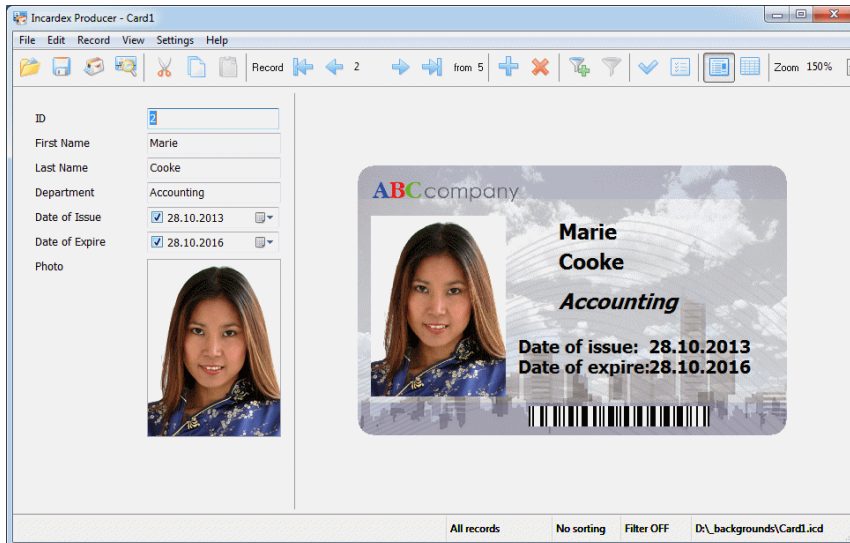 Incardex Producer - Card1
File Edit Record View Settings Help
Record 2 from 5 Zoom 150%
ID 2
First Name Marie
Last Name Cooke
Department Accounting
Date of Issue 28.10.2013
Date of Expire 28.10.2016
Photo
ABCcompany
Marie
Cooke
Accounting
Date of issue: 28.10.2013
Date of expire:28.10.2016
All records No sorting Filter OFF D:\_backgrounds\Card1.icd